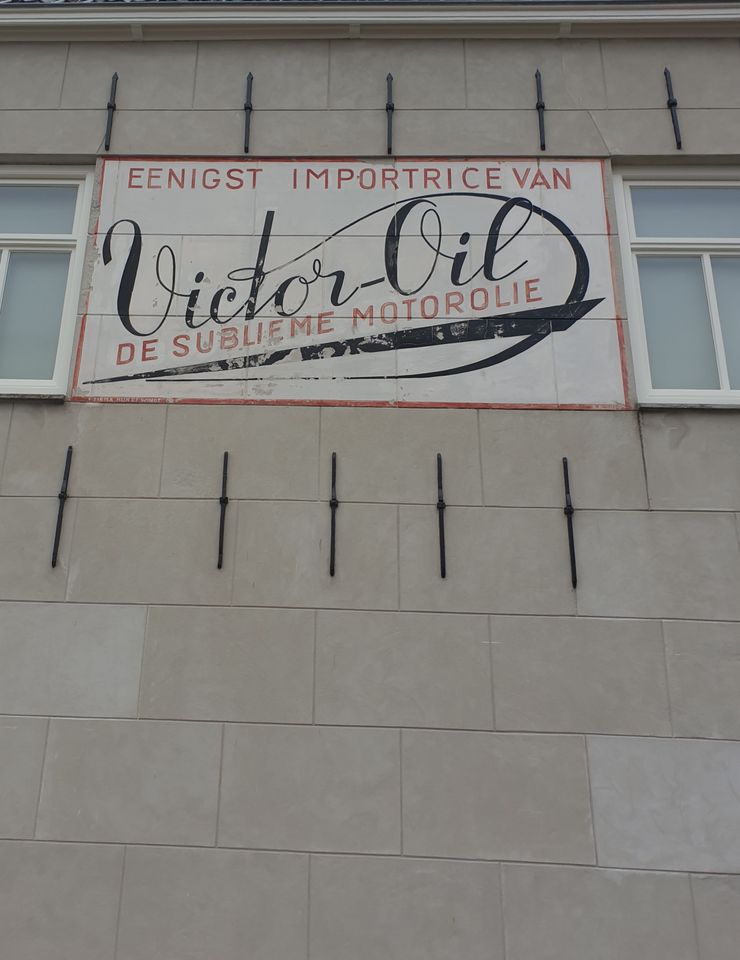 EENIGST IMPORTRICE VAN
Victor-Oil
DE SUBLIEME MOTOROLIE